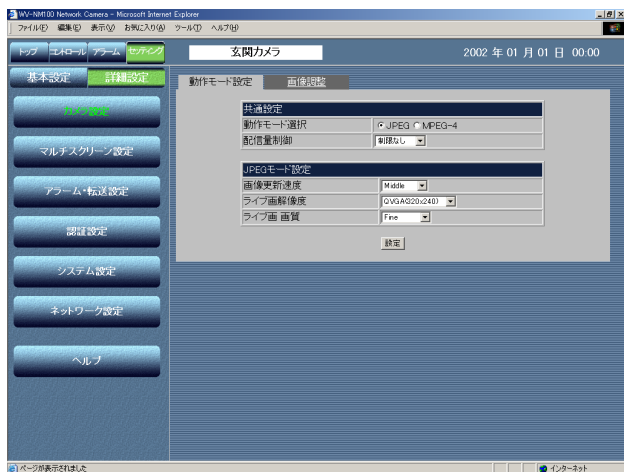 WV-NM100 Network Camera - Microsoft Internet Explorer
ファイル(F) 編集(E) 表示(V) お気に入り(A) ツール(T) ヘルプ(H)
トップ コントロール アラーム セッティング 玄関カメラ 2002 年 01 月 01 日 00:00
基本設定 詳細設定
動作モード設定 画像調整
カメラ設定
マルチスクリーン設定
アラーム・転送設定
認証設定
システム設定
ネットワーク設定
ヘルプ
共通設定
動作モード選択 JPEG MPEG-4
配信量制御 制限なし
JPEGモード設定
画像更新速度 Middle
ライブ画解像度 QVGA(320x240)
ライブ画 画質 Fine
設定
ページが表示されました インターネット